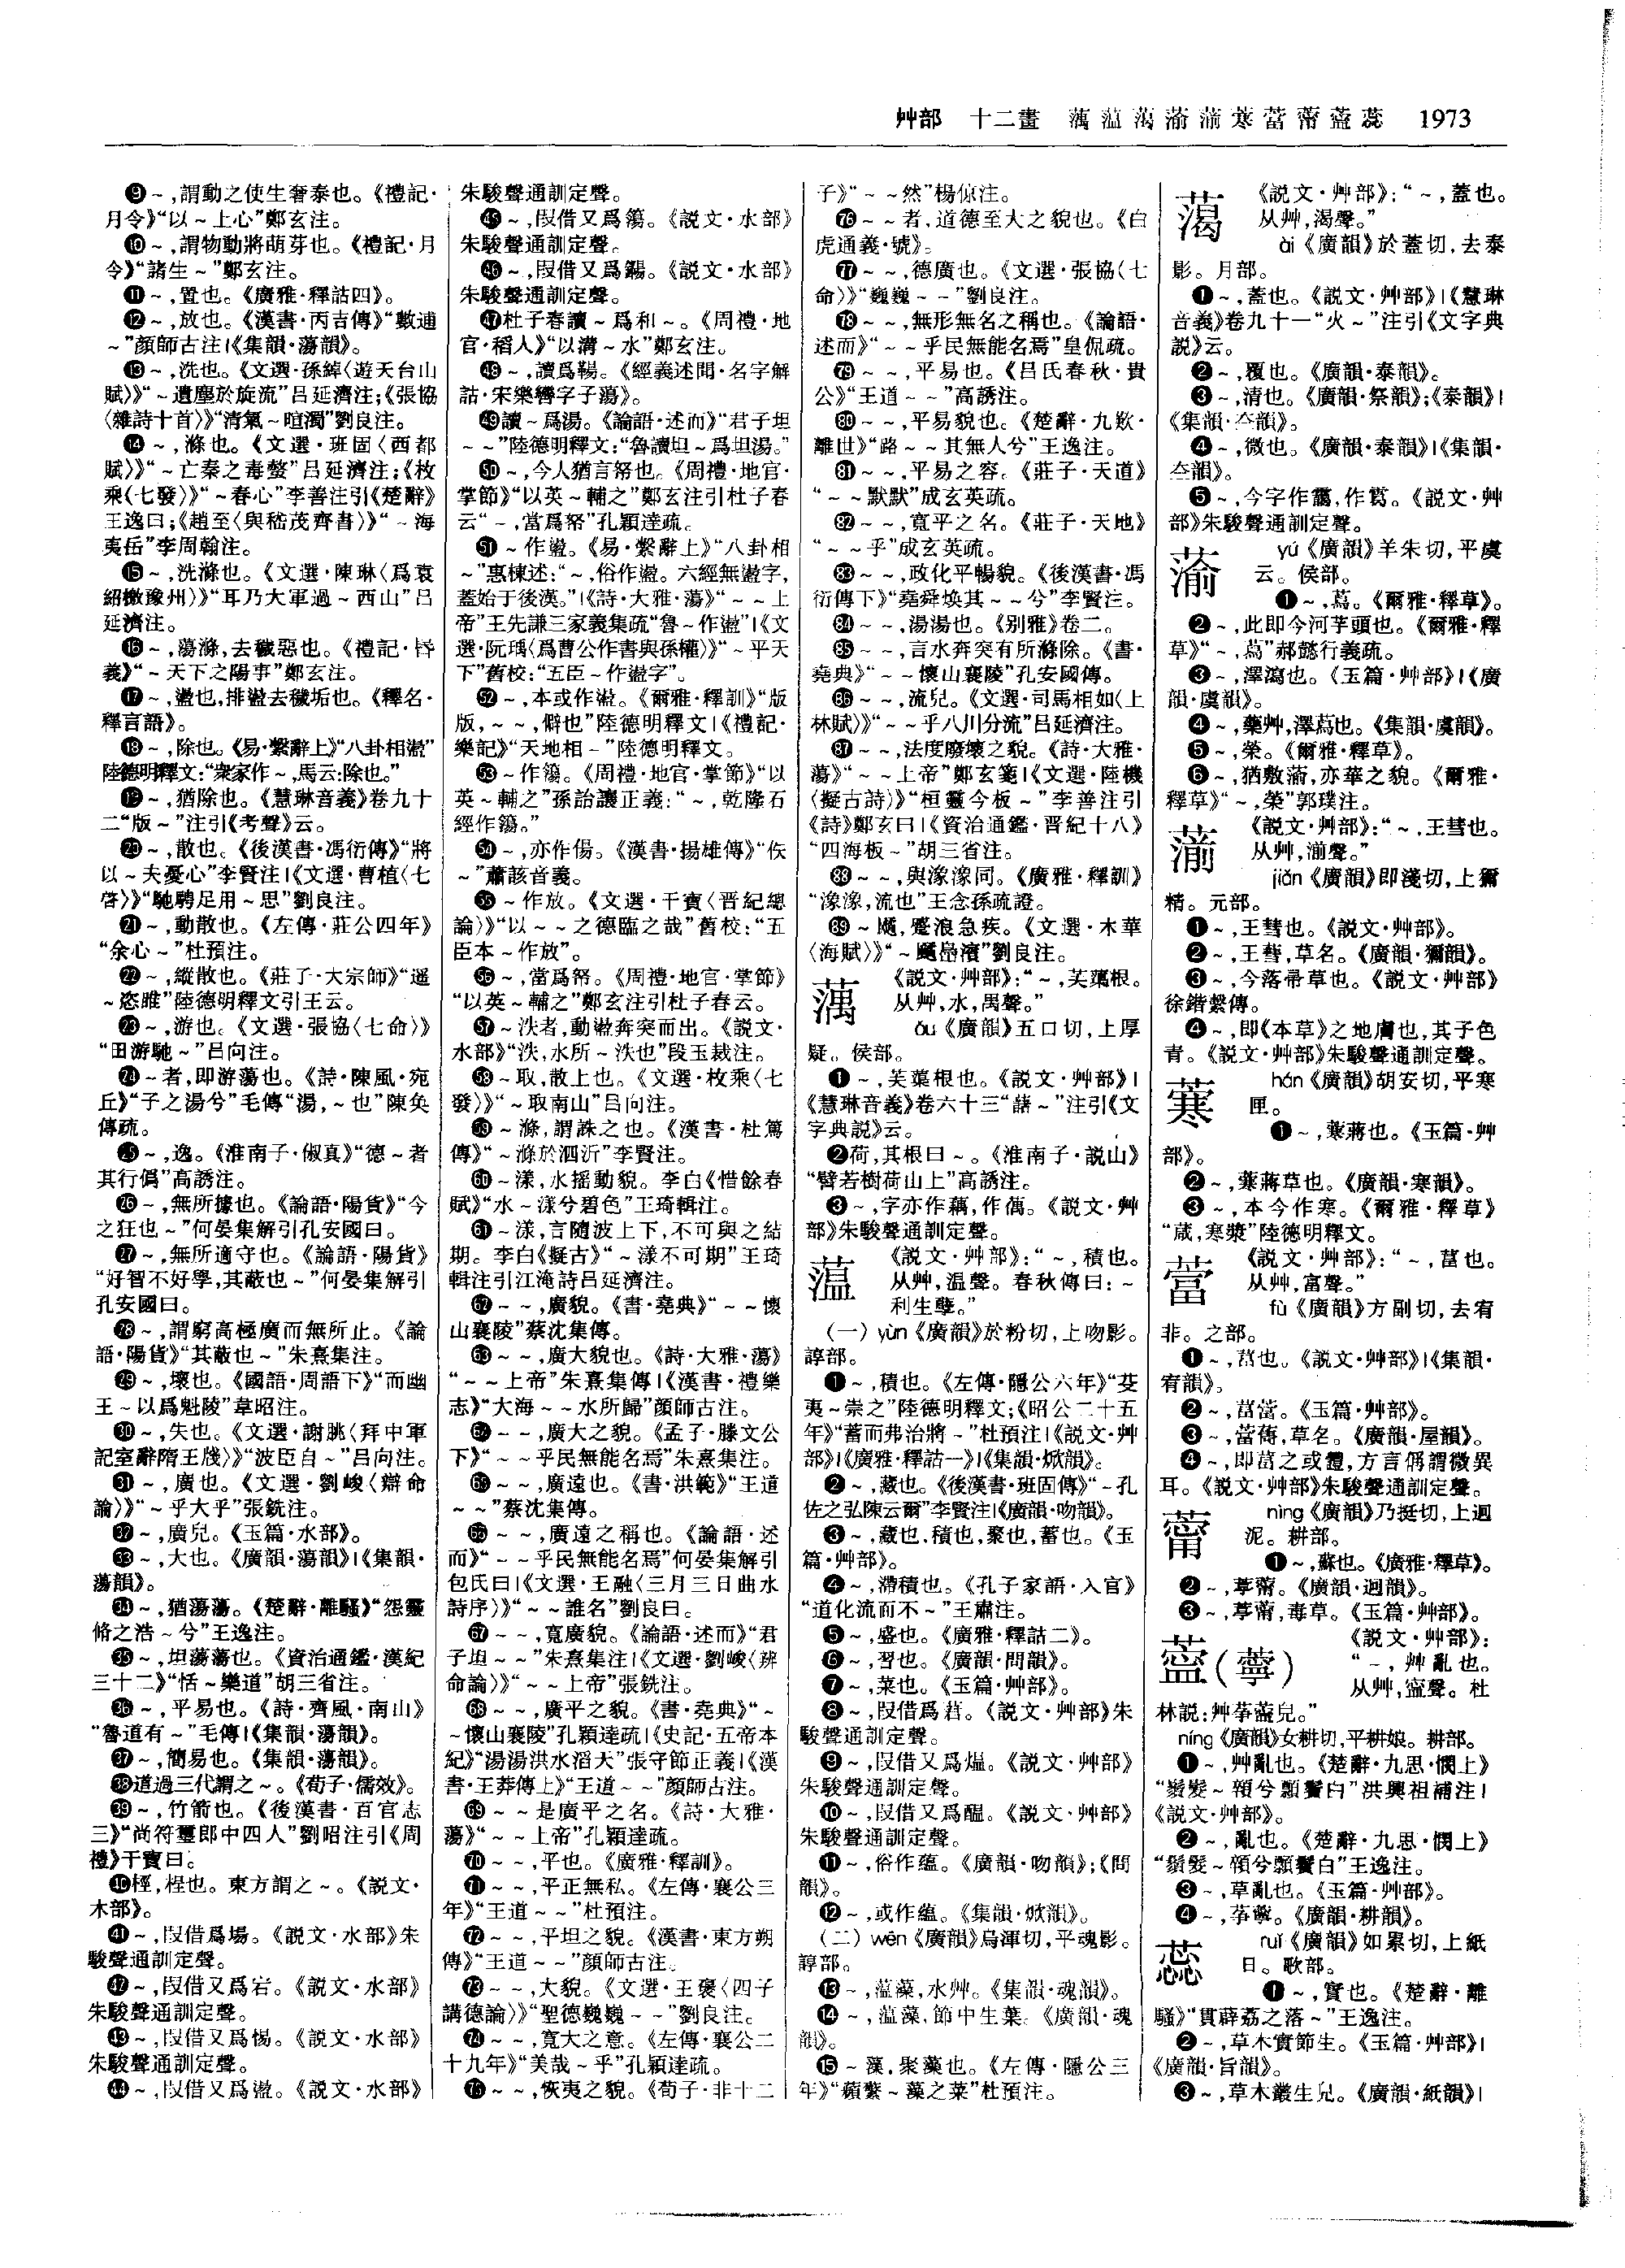 艸部 十二畫 蕅薀藹蕍葥䔬䔰薴薀蕊 1973
❾～,謂動之使生奢泰也。《禮記·
月令》“以～上心”鄭玄注。
❿～,謂物動將萌芽也。《禮記·月
令》“諸生～”鄭玄注。
⓫～,置也。《廣雅·釋詁四》。
⓬～,放也。《漢書·丙吉傳》“數逋
～”顏師古注|《集韻·蕩韻》。
⓭～,洗也。《文選·孫綽〈遊天台山
賦〉》“～遺塵於旋流”呂延濟注;《張協
〈雜詩十首〉》“清氣～暄濁”劉良注。
⓮～,滌也。《文選·班固〈西都
賦〉》“～亡秦之毒螫”呂延濟注;《枚
乘〈七發〉》“～春心”李善注引《楚辭》
王逸曰;《趙至〈與嵇茂齊書〉》“～海
夷岳”李周翰注。
⓯～,洗滌也。《文選·陳琳〈爲袁
紹檄豫州〉》“耳乃大軍過～西山”呂
延濟注。
⓰～,蕩滌,去穢惡也。《禮記·昏
義》“～天下之陽事”鄭玄注。
⓱～,盪也,排盪去穢垢也。《釋名·
釋言語》。
⓲～,除也。《易·繫辭上》“八卦相盪”
陸德明釋文:“衆家作～,馬云:除也。”
⓳～,猶除也。《慧琳音義》卷九十
二“版～”注引《考聲》云。
⓴～,散也。《後漢書·馮衍傳》“將
以～夫憂心”李賢注|《文選·曹植〈七
啓〉》“馳騁足用～思”劉良注。
㉑～,動散也。《左傳·莊公四年》
“余心～”杜預注。
㉒～,縱散也。《莊子·大宗師》“遥
～恣睢”陸德明釋文引王云。
㉓～,游也。《文選·張協〈七命〉》
“田游馳～”呂向注。
㉔～者,即游蕩也。《詩·陳風·宛
丘》“子之湯兮”毛傳“湯,～也”陳奐
傳疏。
㉕～,逸。《淮南子·俶真》“德～者
其行僞”高誘注。
㉖～,無所據也。《論語·陽貨》“今
之狂也～”何晏集解引孔安國曰。
㉗～,無所適守也。《論語·陽貨》
“好智不好學,其蔽也～”何晏集解引
孔安國曰。
㉘～,謂窮高極廣而無所止。《論
語·陽貨》“其蔽也～”朱熹集注。
㉙～,壞也。《國語·周語下》“而幽
王～以爲魁陵”韋昭注。
㉚～,失也。《文選·謝朓〈拜中軍
記室辭隋王牋〉》“波臣自～”呂向注。
㉛～,廣也。《文選·劉峻〈辯命
論〉》“～乎大乎”張銑注。
㉜～,廣皃。《玉篇·水部》。
㉝～,大也。《廣韻·蕩韻》|《集韻·
蕩韻》。
㉞～,猶蕩蕩。《楚辭·離騷》“怨靈
脩之浩～兮”王逸注。
㉟～,坦蕩蕩也。《資治通鑑·漢紀
三十二》“恬～樂道”胡三省注。
㊱～,平易也。《詩·齊風·南山》
“魯道有～”毛傳|《集韻·蕩韻》。
㊲～,簡易也。《集韻·蕩韻》。
㊳道過三代謂之～。《荀子·儒效》。
㊴～,竹箭也。《後漢書·百官志
三》“尚符璽郎中四人”劉昭注引《周
禮》干寶曰。
㊵桱,桯也。東方謂之～。《説文·
木部》。
㊶～,叚借爲場。《説文·水部》朱
駿聲通訓定聲。
㊷～,叚借又爲宕。《説文·水部》
朱駿聲通訓定聲。
㊸～,叚借又爲惕。《説文·水部》
朱駿聲通訓定聲。
㊹～,叚借又爲盪。《説文·水部》
朱駿聲通訓定聲。
㊺～,叚借又爲簜。《説文·水部》
朱駿聲通訓定聲。
㊻～,叚借又爲鍚。《説文·水部》
朱駿聲通訓定聲。
㊼杜子春讀～爲和～。《周禮·地
官·稻人》“以溝～水”鄭玄注。
㊽～,讀爲鞨。《經義述聞·名字解
詁·宋樂轡字子蕩》。
㊾讀～爲湯。《論語·述而》“君子坦
～～”陸德明釋文:“魯讀坦～爲坦湯。”
㊿～,今人猶言帑也。《周禮·地官·
掌節》“以英～輔之”鄭玄注引杜子春
云“～,當爲帑”孔穎達疏。
51～作盪。《易·繫辭上》“八卦相
～”惠棟述:“～,俗作盪。六經無盪字,
蓋始于後漢。”|《詩·大雅·蕩》“～～上
帝”王先謙三家義集疏“魯～作盪”|《文
選·阮瑀〈爲曹公作書與孫權〉》“～平天
下”舊校:“五臣～作盪字”。
52～,本或作盪。《爾雅·釋訓》“版
版,～～,僻也”陸德明釋文|《禮記·
樂記》“天地相～”陸德明釋文。
53～作簜。《周禮·地官·掌節》“以
英～輔之”孫詒讓正義:“～,乾隆石
經作簜。”
54～,亦作傷。《漢書·揚雄傳》“佚
～”蕭該音義。
55～作放。《文選·干寶〈晋紀總
論〉》“以～～之德臨之哉”舊校:“五
臣本～作放”。
56～,當爲帑。《周禮·地官·掌節》
“以英～輔之”鄭玄注引杜子春云。
57～泆者,動盪奔突而出。《説文·
水部》“泆,水所～泆也”段玉裁注。
58～取,散上也。《文選·枚乘〈七
發〉》“～取南山”呂向注。
59～滌,謂誅之也。《漢書·杜篤
傳》“～滌於泗沂”李賢注。
60～漾,水摇動貌。李白《惜餘春
賦》“水～漾兮碧色”王琦輯注。
61～漾,言隨波上下,不可與之結
期。李白《擬古》“～漾不可期”王琦
輯注引江淹詩呂延濟注。
62～～,廣貌。《書·堯典》“～～懷
山襄陵”蔡沈集傳。
63～～,廣大貌也。《詩·大雅·蕩》
“～～上帝”朱熹集傳|《漢書·禮樂
志》“大海～～水所歸”顏師古注。
64～～,廣大之貌。《孟子·滕文公
下》“～～乎民無能名焉”朱熹集注。
65～～,廣遠也。《書·洪範》“王道
～～”蔡沈集傳。
66～～,廣遠之稱也。《論語·述
而》“～～乎民無能名焉”何晏集解引
包氏曰|《文選·王融〈三月三日曲水
詩序〉》“～～誰名”劉良曰。
67～～,寬廣貌。《論語·述而》“君
子坦～～”朱熹集注|《文選·劉峻〈辨
命論〉》“～～上帝”張銑注。
68～～,廣平之貌。《書·堯典》“～
～懷山襄陵”孔穎達疏|《史記·五帝本
紀》“湯湯洪水滔天”張守節正義|《漢
書·王莽傳上》“王道～～”顏師古注。
69～～是廣平之名。《詩·大雅·
蕩》“～～上帝”孔穎達疏。
70～～,平也。《廣雅·釋訓》。
71～～,平正無私。《左傳·襄公三
年》“王道～～”杜預注。
72～～,平坦之貌。《漢書·東方朔
傳》“王道～～”顏師古注。
73～～,大貌。《文選·王褒〈四子
講德論〉》“聖德巍巍～～”劉良注。
74～～,寬大之意。《左傳·襄公二
十九年》“美哉～乎”孔穎達疏。
75～～,恢夷之貌。《荀子·非十二
子》“～～然”楊倞注。
76～～者,道德至大之貌也。《白
虎通義·號》。
77～～,德廣也。《文選·張協〈七
命〉》“巍巍～～”劉良注。
78～～,無形無名之稱也。《論語·
述而》“～～乎民無能名焉”皇侃疏。
79～～,平易也。《呂氏春秋·貴
公》“王道～～”高誘注。
80～～,平易貌也。《楚辭·九歎·
離世》“路～～其無人兮”王逸注。
81～～,平易之容。《莊子·天道》
“～～默默”成玄英疏。
82～～,寬平之名。《莊子·天地》
“～～乎”成玄英疏。
83～～,政化平暢貌。《後漢書·馮
衍傳下》“堯舜焕其～～兮”李賢注。
84～～,湯湯也。《别雅》卷二。
85～～,言水奔突有所滌除。《書·
堯典》“～～懷山襄陵”孔安國傳。
86～～,流皃。《文選·司馬相如〈上
林賦〉》“～～乎八川分流”呂延濟注。
87～～,法度廢壞之貌。《詩·大雅·
蕩》“～～上帝”鄭玄箋|《文選·陸機
〈擬古詩〉》“桓靈今板～”李善注引
《詩》鄭玄曰|《資治通鑑·晋紀十八》
“四海板～”胡三省注。
88～～,與潒潒同。《廣雅·釋訓》
“潒潒,流也”王念孫疏證。
89～颺,蹙浪急疾。《文選·木華
〈海賦〉》“～颺㟯濱”劉良注。
蕅 《説文·艸部》:“～,芙蕖根。
从艸,水,禺聲。”
ǒu《廣韻》五口切,上厚
疑。侯部。
❶～,芙蕖根也。《説文·艸部》|
《慧琳音義》卷六十三“藷～”注引《文
字典説》云。
❷荷,其根曰～。《淮南子·説山》
“譬若樹荷山上”高誘注。
❸～,字亦作藕,作偶。《説文·艸
部》朱駿聲通訓定聲。
薀 《説文·艸部》:“～,積也。
从艸,温聲。春秋傳曰:～
利生孽。”
(一)yùn《廣韻》於粉切,上吻影。
諄部。
❶～,積也。《左傳·隱公六年》“芟
夷～崇之”陸德明釋文;《昭公二十五
年》“蓄而弗治將～”杜預注|《説文·艸
部》|《廣雅·釋詁一》|《集韻·焮韻》。
❷～,藏也。《後漢書·班固傳》“～孔
佐之弘陳云爾”李賢注|《廣韻·吻韻》。
❸～,藏也,積也,聚也,蓄也。《玉
篇·艸部》。
❹～,滯積也。《孔子家語·入官》
“道化流而不～”王肅注。
❺～,盛也。《廣雅·釋詁二》。
❻～,習也。《廣韻·問韻》。
❼～,菜也。《玉篇·艸部》。
❽～,叚借爲莙。《説文·艸部》朱
駿聲通訓定聲。
❾～,叚借又爲煴。《説文·艸部》
朱駿聲通訓定聲。
❿～,叚借又爲醖。《説文·艸部》
朱駿聲通訓定聲。
⓫～,俗作蕴。《廣韻·吻韻》;《問
韻》。
⓬～,或作蕴。《集韻·焮韻》。
(二)wēn《廣韻》烏渾切,平魂影。
諄部。
⓭～,薀藻,水艸。《集韻·魂韻》。
⓮～,薀藻,節中生葉。《廣韻·魂
韻》。
⓯～藻,聚藻也。《左傳·隱公三
年》“蘋蘩～藻之菜”杜預注。
《説文·艸部》:“～,蓋也。
从艸,渴聲。”
ài《廣韻》於蓋切,去泰
影。月部。
❶～,蓋也。《説文·艸部》|《慧琳
音義》卷九十一“火～”注引《文字典
説》云。
❷～,覆也。《廣韻·泰韻》。
❸～,清也。《廣韻·祭韻》;《泰韻》|
《集韻·夳韻》。
❹～,微也。《廣韻·泰韻》|《集韻·
夳韻》。
❺～,今字作靄,作葛。《説文·艸
部》朱駿聲通訓定聲。
蕍 yú《廣韻》羊朱切,平虞
云。侯部。
❶～,蕮。《爾雅·釋草》。
❷～,此即今河芋頭也。《爾雅·釋
草》“～,蕮”郝懿行義疏。
❸～,澤瀉也。《玉篇·艸部》|《廣
韻·虞韻》。
❹～,藥艸,澤蕮也。《集韻·虞韻》。
❺～,榮。《爾雅·釋草》。
❻～,猶敷蕍,亦華之貌。《爾雅·
釋草》“～,榮”郭璞注。
《説文·艸部》:“～,王彗也。
从艸,湔聲。”
jiǎn《廣韻》即淺切,上獮
精。元部。
❶～,王彗也。《説文·艸部》。
❷～,王蔧,草名。《廣韻·獮韻》。
❸～,今落帚草也。《説文·艸部》
徐鍇繫傳。
❹～,即《本草》之地膚也,其子色
青。《説文·艸部》朱駿聲通訓定聲。
hán《廣韻》胡安切,平寒
匣。
❶～,蔊蔣也。《玉篇·艸
部》。
❷～,蔊蔣草也。《廣韻·寒韻》。
❸～,本今作寒。《爾雅·釋草》
“葴,寒漿”陸德明釋文。
《説文·艸部》:“～,葍也。
从艸,富聲。”
fù《廣韻》方副切,去宥
非。之部。
❶～,葍也。《説文·艸部》|《集韻·
宥韻》。
❷～,葍䔰。《玉篇·艸部》。
❸～,䔰蒚,草名。《廣韻·屋韻》。
❹～,即葍之或體,方言偁謂微異
耳。《説文·艸部》朱駿聲通訓定聲。
nìng《廣韻》乃挺切,上迥
泥。耕部。
❶～,蘇也。《廣雅·釋草》。
❷～,葶薴。《廣韻·迥韻》。
❸～,葶薴,毒草。《玉篇·艸部》。
(薴) 《説文·艸部》:
“～,艸亂也。
从艸,寍聲。杜
林説:艸䔭薴皃。”
níng《廣韻》女耕切,平耕娘。耕部。
❶～,艸亂也。《楚辭·九思·憫上》
“鬚髮～顇兮顠鬢白”洪興祖補注|
《説文·艸部》。
❷～,亂也。《楚辭·九思·憫上》
“鬚髮～顇兮顠鬢白”王逸注。
❸～,草亂也。《玉篇·艸部》。
❹～,䔭薴。《廣韻·耕韻》。
蕊 ruǐ《廣韻》如累切,上紙
日。歌部。
❶～,實也。《楚辭·離
騷》“貫薜荔之落～”王逸注。
❷～,草木實節生。《玉篇·艸部》|
《廣韻·旨韻》。
❸～,草木叢生皃。《廣韻·紙韻》|